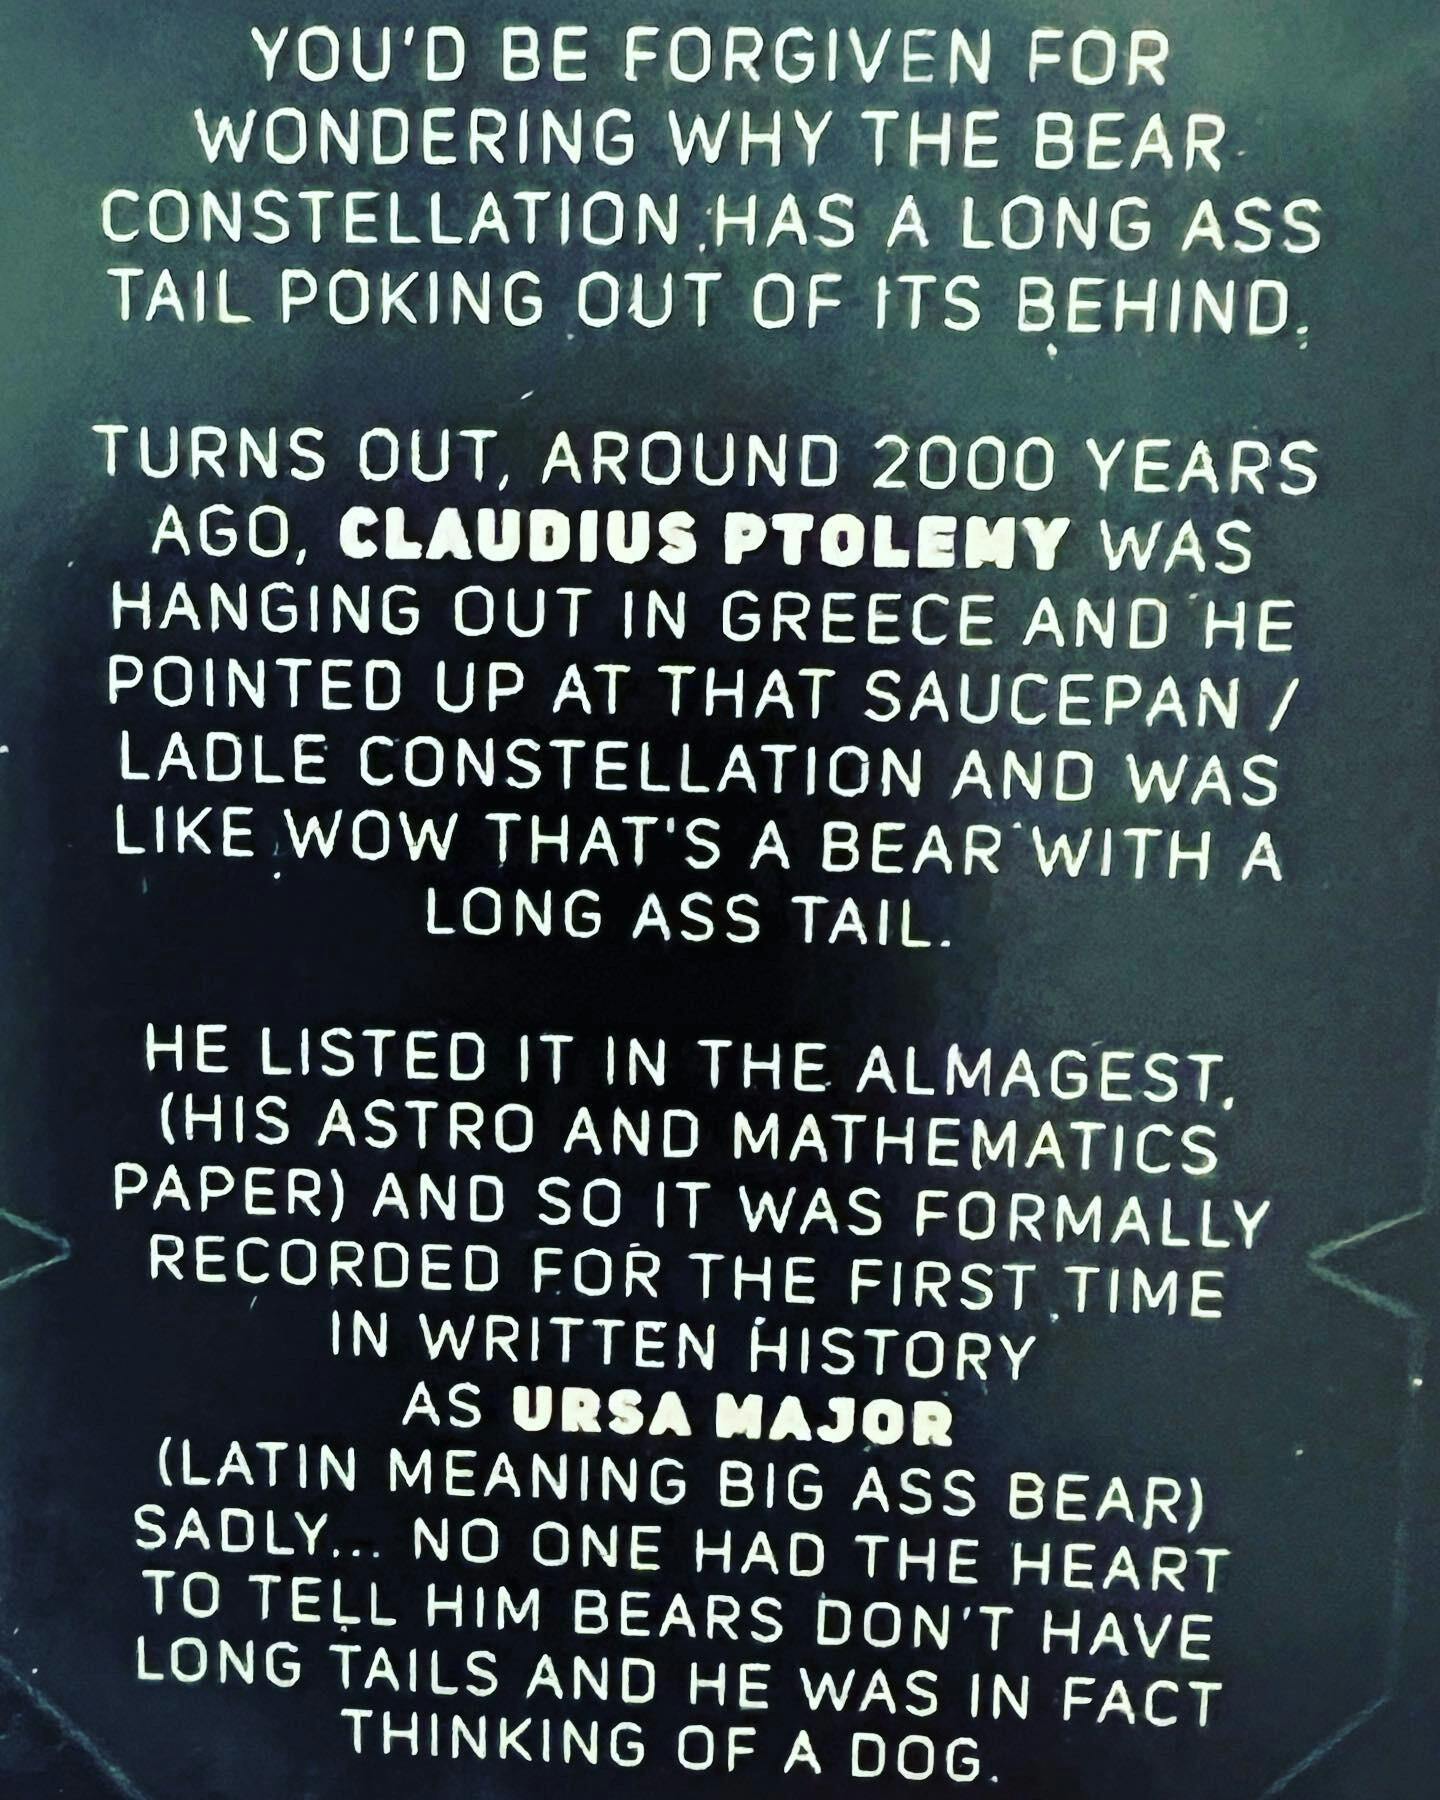 YOU'D BE FORGIVEN FOR
WONDERING WHY THE BEAR
CONSTELLATION HAS A LONG ASS
TAIL POKING OUT OF ITS BEHIND.
TURNS OUT, AROUND 2000 YEARS
AGO, CLAUDIUS PTOLEMY WAS
HANGING OUT IN GREECE AND HE
POINTED UP AT THAT SAUCEPAN /
LADLE CONSTELLATION AND WAS
LIKE WOW THAT'S A BEAR WITH A
LONG ASS TAIL.
HE LISTED IT IN THE ALMAGEST,
(HIS ASTRO AND MATHEMATICS
PAPER) AND SO IT WAS FORMALLY
RECORDED FOR THE FIRST TIME
IN WRITTEN HISTORY
AS URSA MAJOR
(LATIN MEANING BIG ASS BEAR)
SADLY... NO ONE HAD THE HEART
TO TELL HIM BEARS DON'T HAVE
LONG TAILS AND HE WAS IN FACT
THINKING OF A DOG.